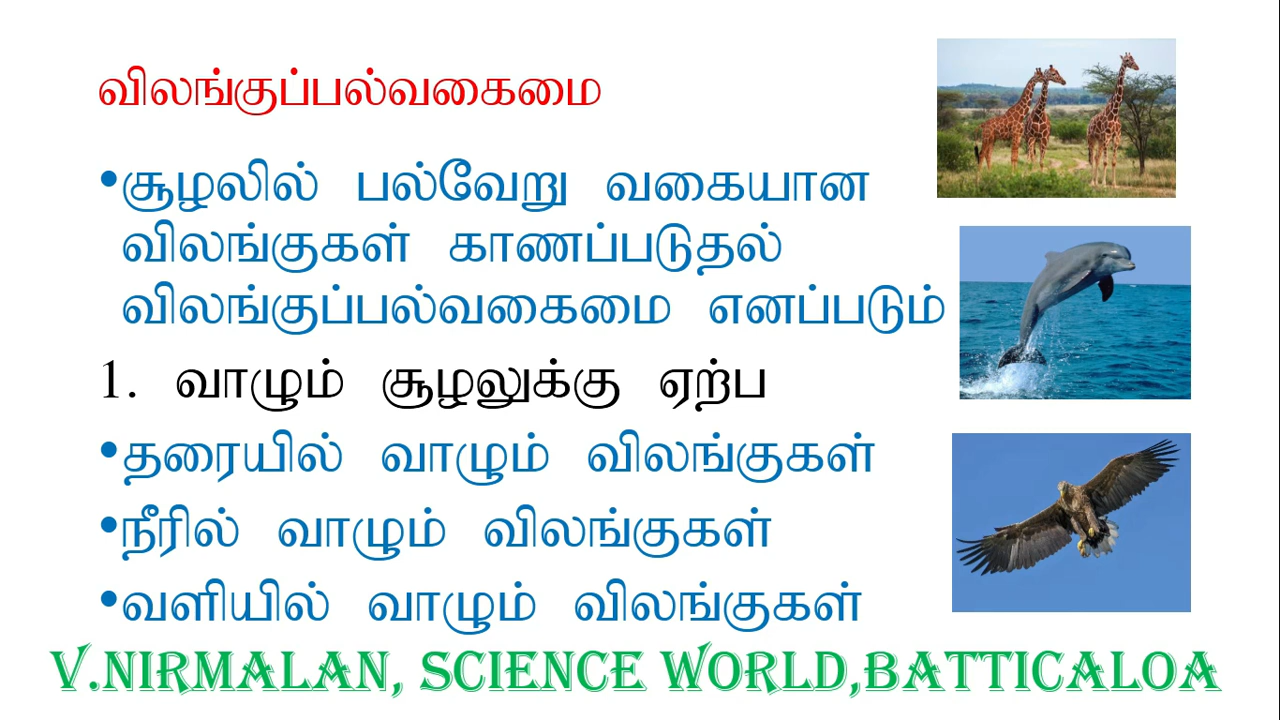 விலங்குப்பல்வகைமை
•சூழலில் பல்வேறு வகையான
விலங்குகள் காணப்படுதல்
விலங்குப்பல்வகைமை எனப்படும்
1. வாழும் சூழலுக்கு ஏற்ப
•தரையில் வாழும் விலங்குகள்
•நீரில் வாழும் விலங்குகள்
•வளியில் வாழும் விலங்குகள்
V.NIRMALAN, SCIENCE WORLD,BATTICALOA